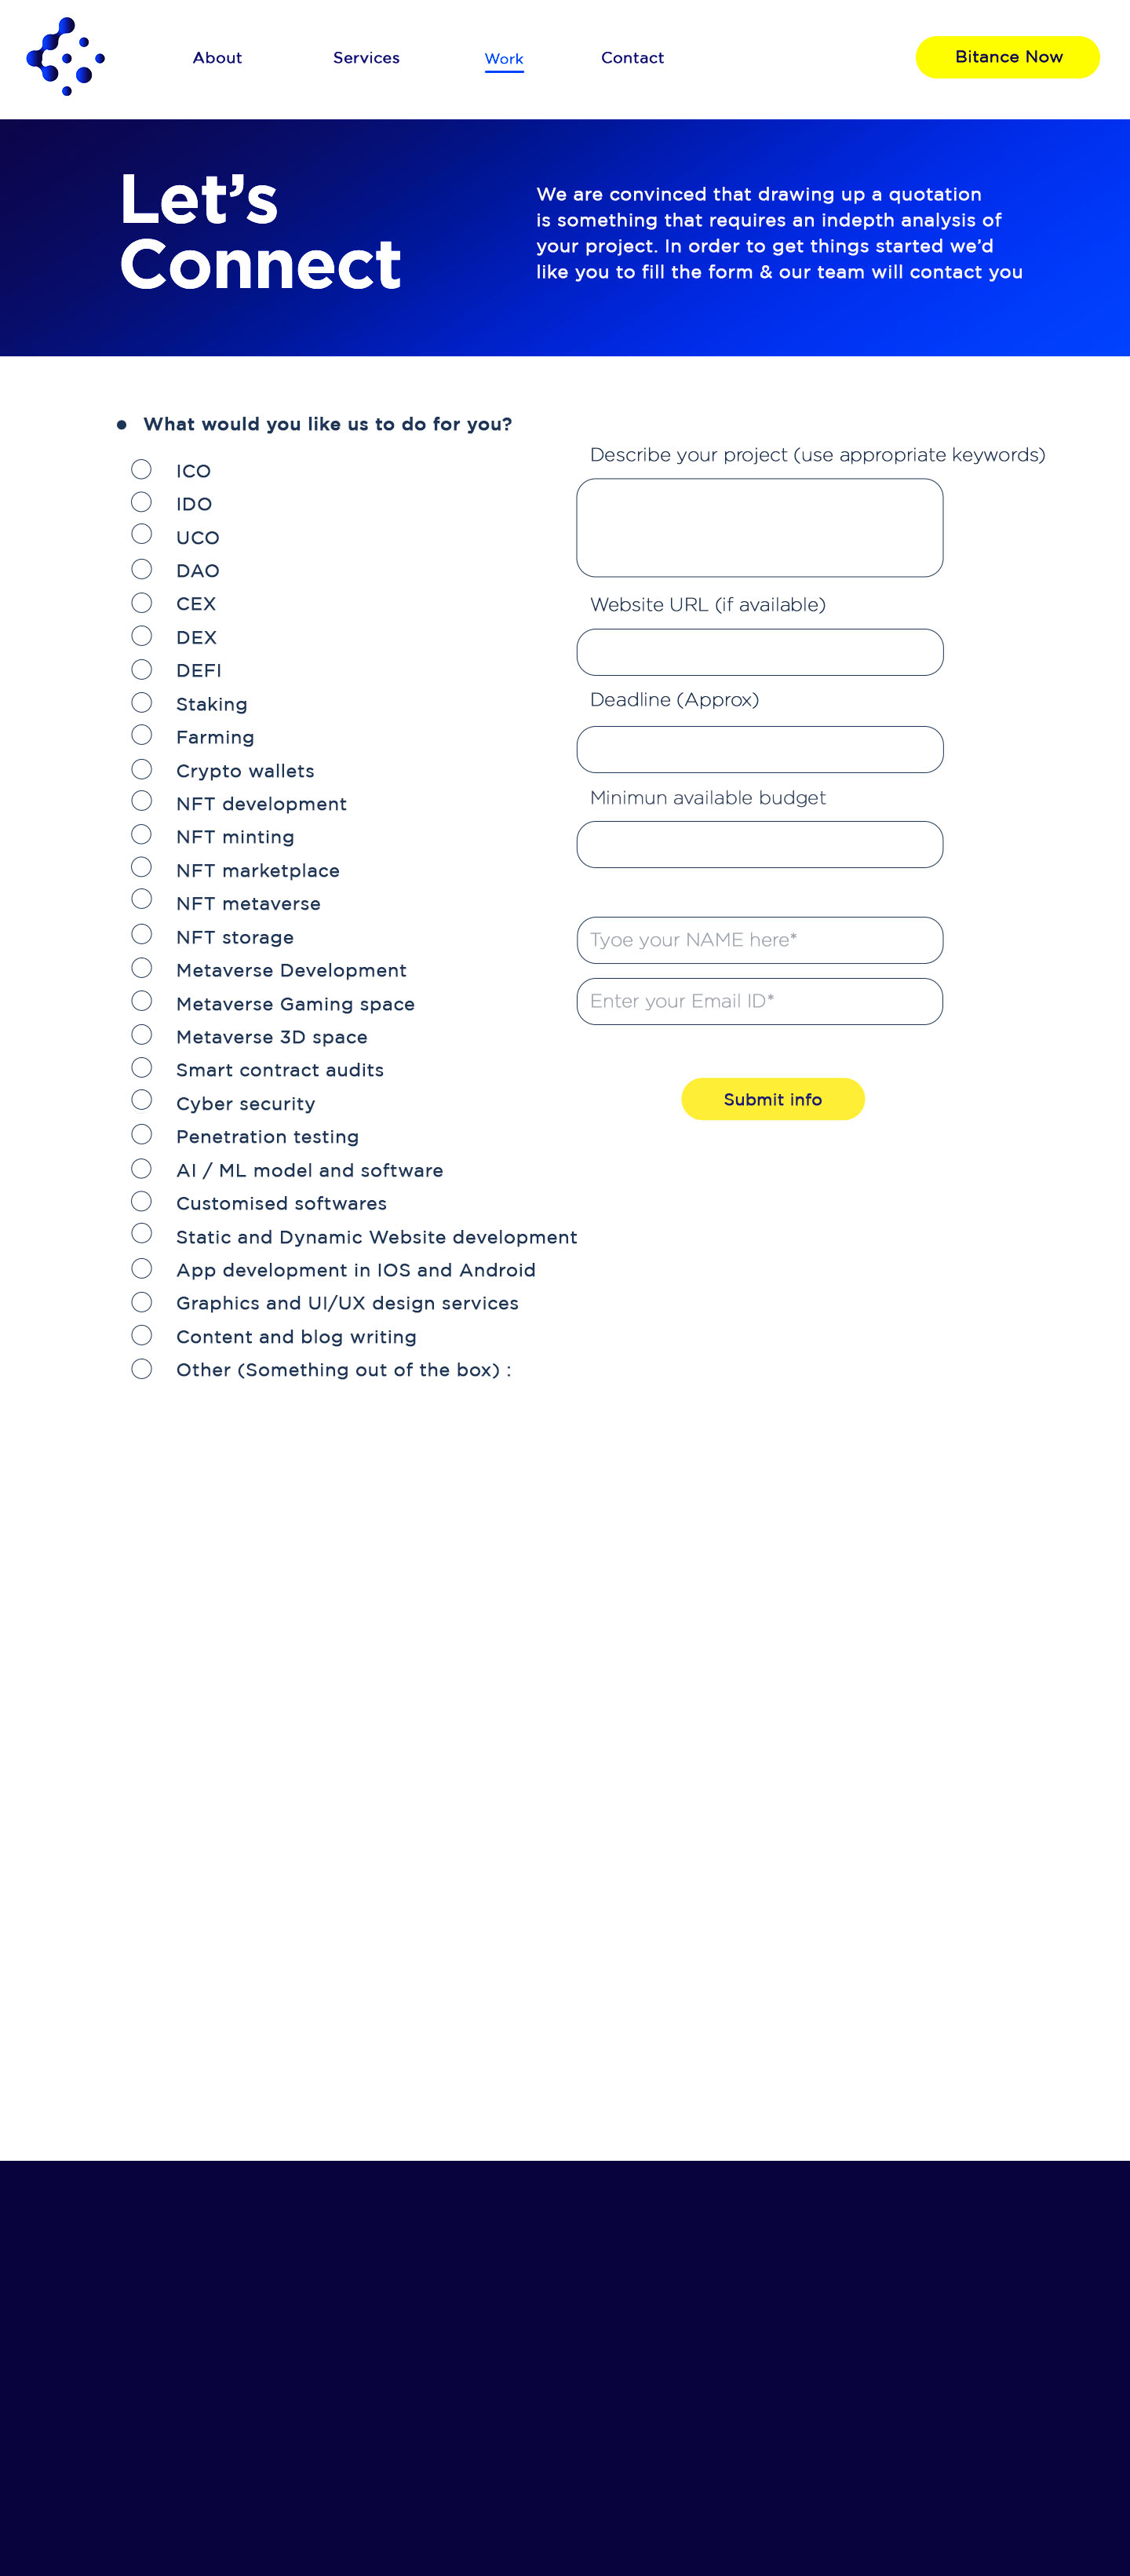 About
Services
Work
Contact
Bitance Now
Let’s
Connect
We are convinced that drawing up a quotation
is something that requires an indepth analysis of
your project. In order to get things started we’d
like you to fill the form & our team will contact you
What would you like us to do for you?
ICO
IDO
UCO
DAO
CEX
DEX
DEFI
Staking
Farming
Crypto wallets
NFT development
NFT minting
NFT marketplace
NFT metaverse
NFT storage
Metaverse Development
Metaverse Gaming space
Metaverse 3D space
Smart contract audits
Cyber security
Penetration testing
AI / ML model and software
Customised softwares
Static and Dynamic Website development
App development in IOS and Android
Graphics and UI/UX design services
Content and blog writing
Other (Something out of the box) :
Describe your project (use appropriate keywords)
Website URL (if available)
Deadline (Approx)
Minimun available budget
Tyoe your NAME here*
Enter your Email ID*
Submit info